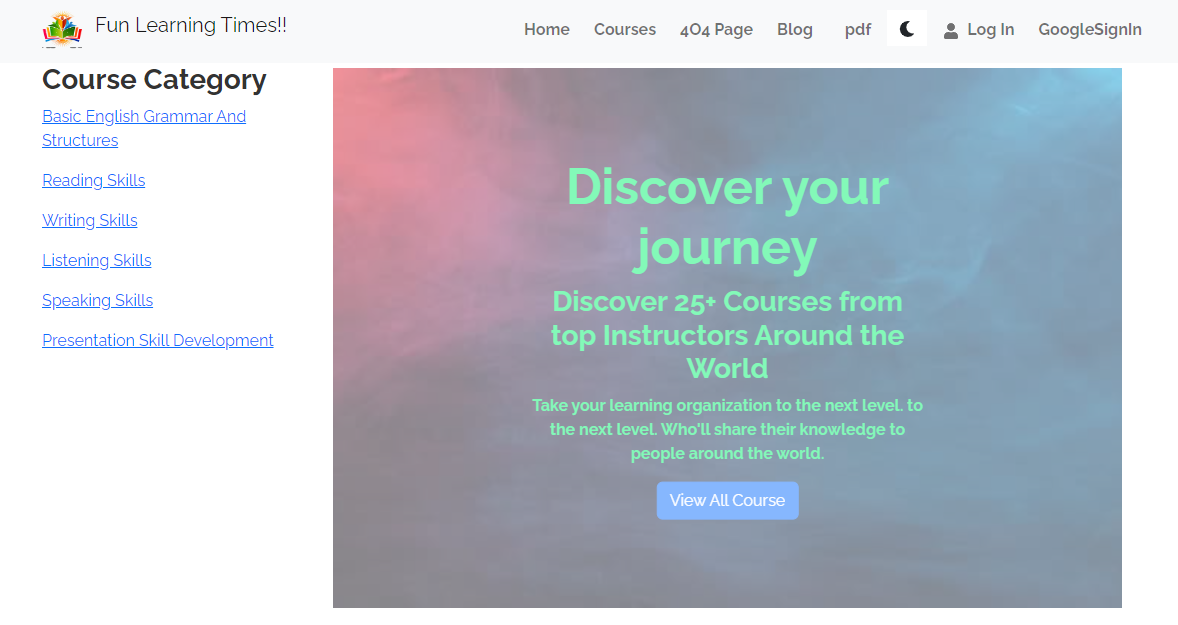 Fun Learning Times!!
Home Courses 404 Page Blog pdf Log In GoogleSignIn
Course Category
Basic English Grammar And
Structures
Reading Skills
Writing Skills
Listening Skills
Speaking Skills
Presentation Skill Development
Discover your
journey
Discover 25+ Courses from
top Instructors Around the
World
Take your learning organization to the next level. to
the next level. Who'll share their knowledge to
people around the world.
View All Course